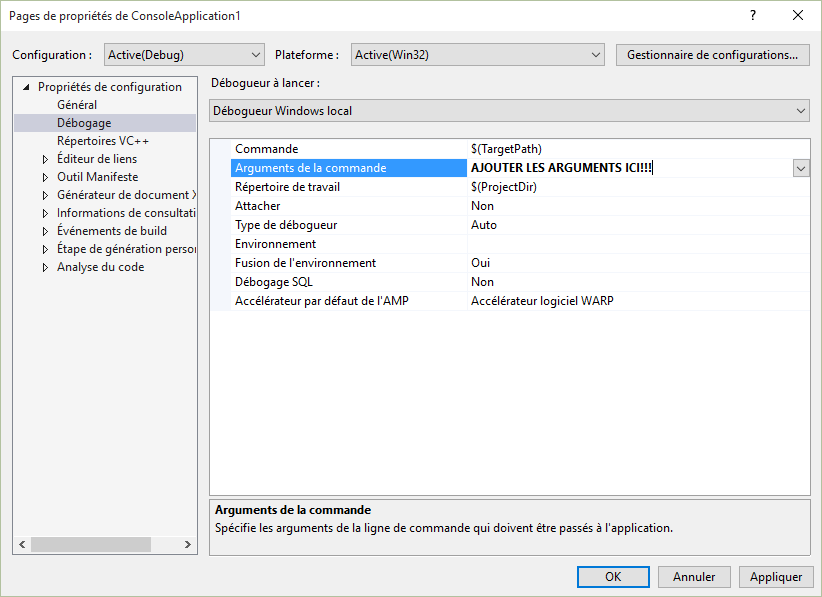 Pages de propriétés de ConsoleApplication1
?
Configuration : Active(Debug) Plateforme : Active(Win32) Gestionnaire de configurations...
Propriétés de configuration
Général
Débogage
Répertoires VC++
Éditeur de liens
Outil Manifeste
Générateur de document X
Informations de consultati
Événements de build
Étape de génération person
Analyse du code
Débogueur à lancer :
Débogueur Windows local
Commande $(TargetPath)
Arguments de la commande AJOUTER LES ARGUMENTS ICI!!!
Répertoire de travail $(ProjectDir)
Attacher Non
Type de débogueur Auto
Environnement
Fusion de l'environnement Oui
Débogage SQL Non
Accélérateur par défaut de l'AMP Accélérateur logiciel WARP
Arguments de la commande
Spécifie les arguments de la ligne de commande qui doivent être passés à l'application.
OK Annuler Appliquer